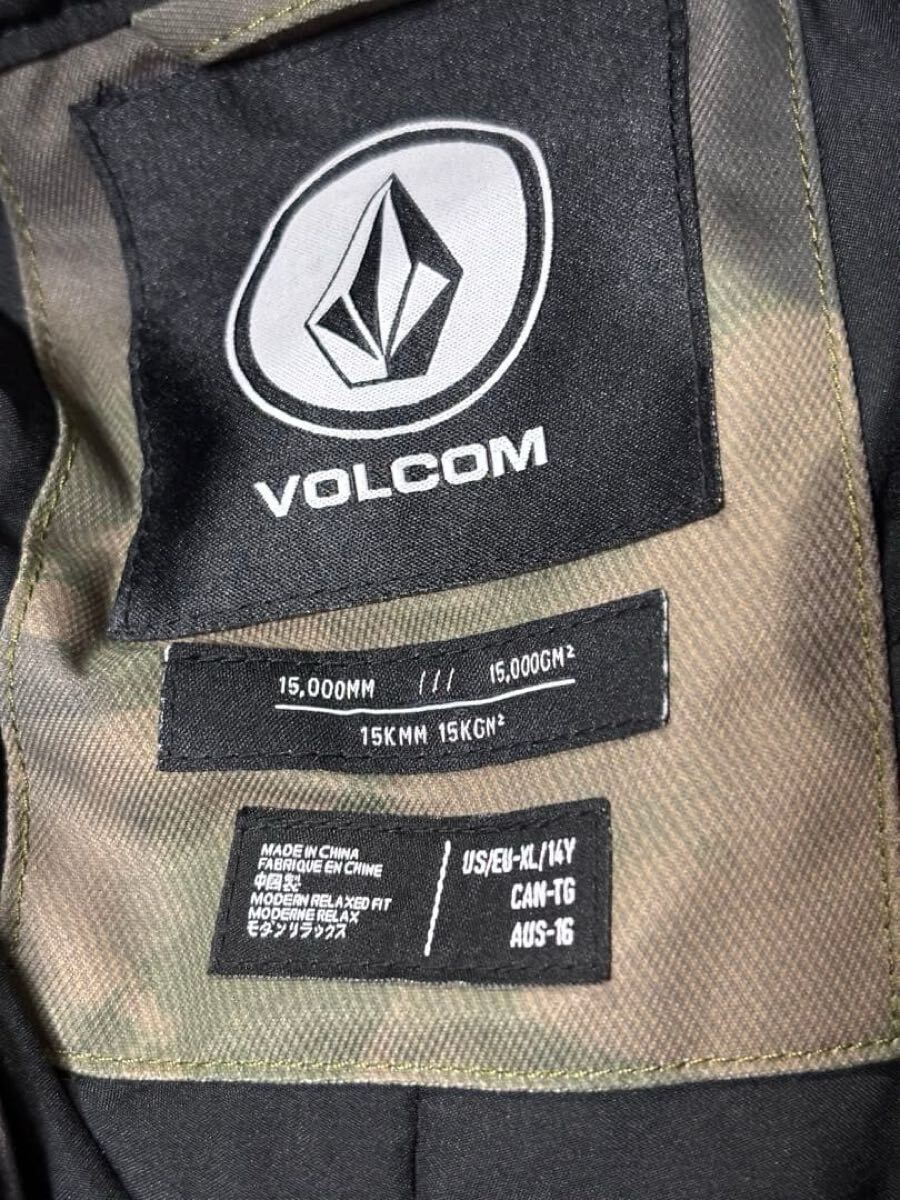 VOLCOM
15,000MM /// 15,000GM²
15KMM 15KGM²
MADE IN CHINA
FABRIQUE EN CHINE
中国製
MODERN RELAXED FIT
MODERNE RELAX
モダンリラックス
US/EU-XL/14Y
CAN-TG
AUS-16